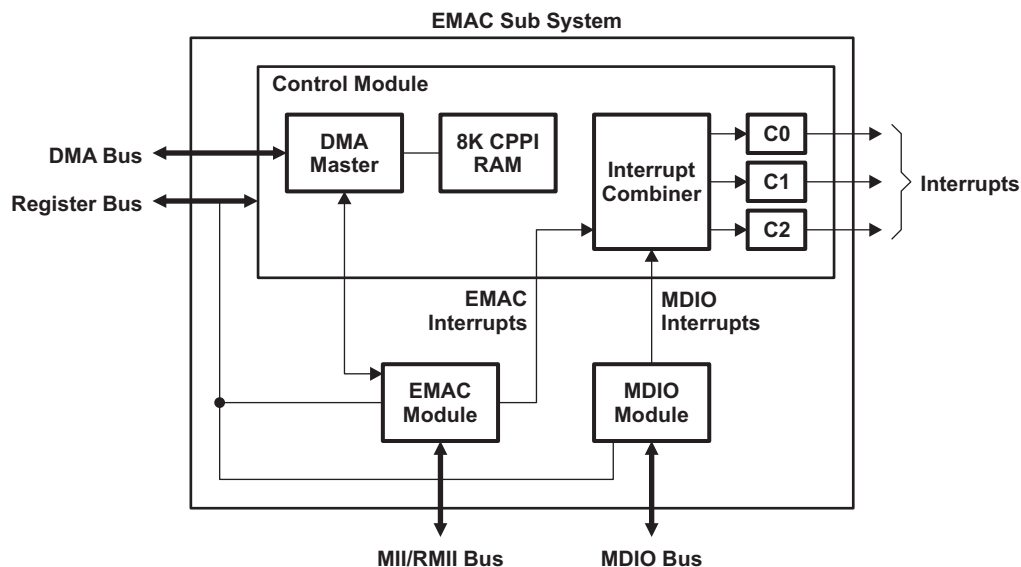 EMAC Sub System
Control Module
DMA
Master
8K CPPI
RAM
Interrupt
Combiner
C0
C1
C2
Interrupts
DMA Bus
Register Bus
EMAC
Interrupts
MDIO
Interrupts
EMAC
Module
MDIO
Module
MII/RMII Bus
MDIO Bus